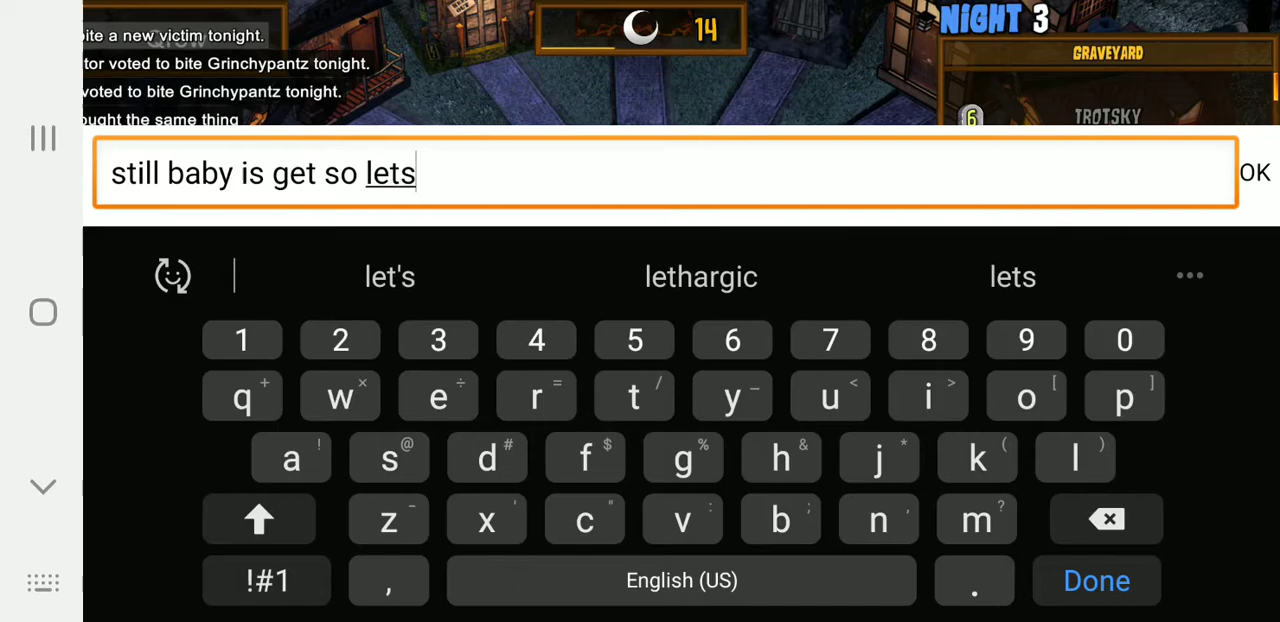 bite a new victim tonight.
NiGHT 3
14
GRAVEYARD
tor voted to bite Grinchypantz tonight.
voted to bite Grinchypantz tonight.
ought the same thing
6
TROTSKY
still baby is get so lets
OK
let's lethargic lets
1 2 3 4 5 6 7 8 9 0
q + w × e ÷ r = t / y _ u < i > o [ p ]
a ! s @ d # f $ g % h & j * k ( l )
z - x ' c " v : b ; n , m ?
!#1 , English (US) . Done